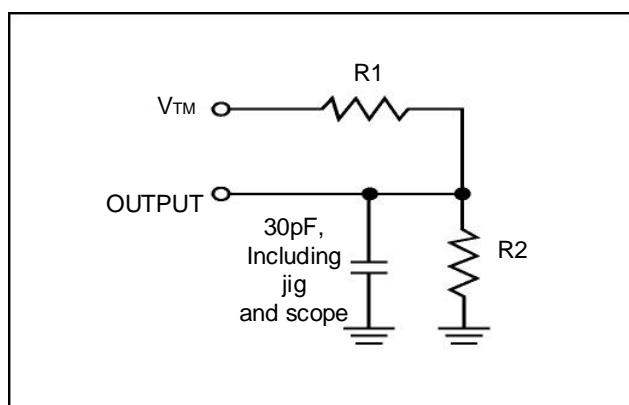 R1
VTM
OUTPUT
30pF,
Including
jig
and scope
R2